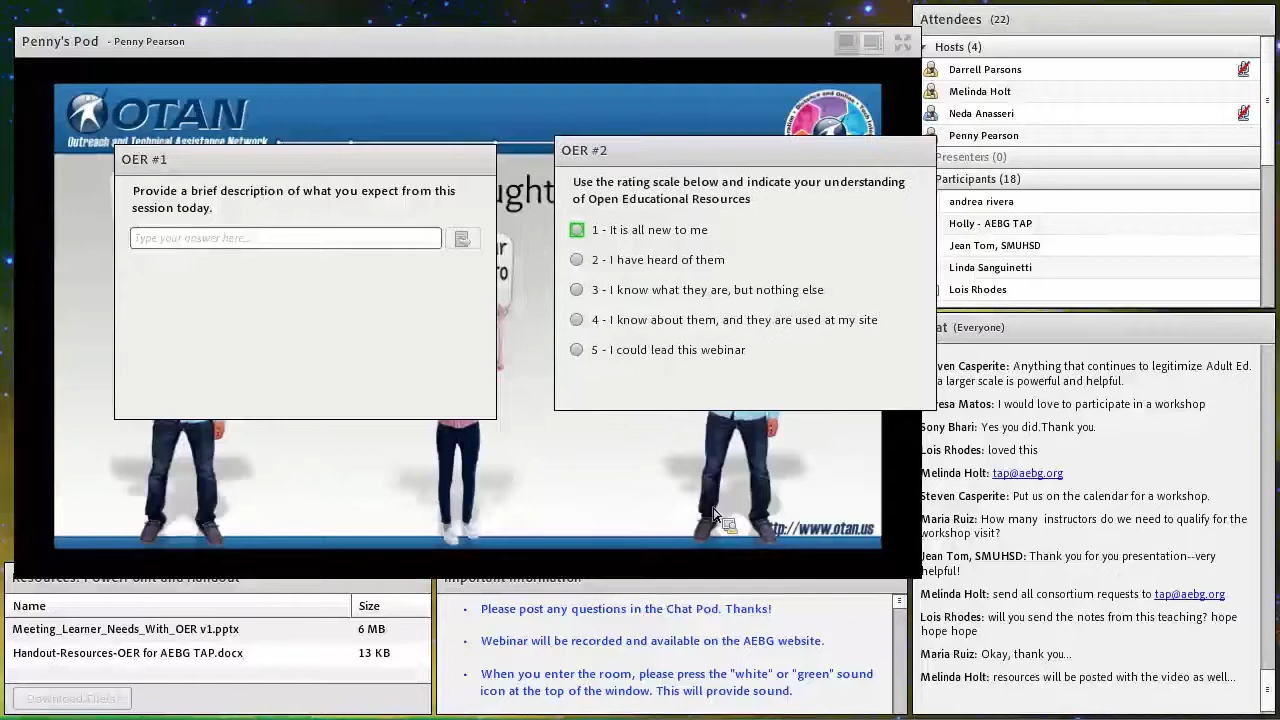 Penny's Pod - Penny Pearson
OTAN
Outreach and Technical Assistance Network
OER #1
Provide a brief description of what you expect from this
session today.
Type your answer here...
OER #2
Use the rating scale below and indicate your understanding
of Open Educational Resources
1 - It is all new to me
2 - I have heard of them
3 - I know what they are, but nothing else
4 - I know about them, and they are used at my site
5 - I could lead this webinar
Attendees (22)
Hosts (4)
Darrell Parsons
Melinda Holt
Neda Anasseri
Penny Pearson
Presenters (0)
Participants (18)
andrea rivera
Holly - AEBG TAP
Jean Tom, SMUHSD
Linda Sanguinetti
Lois Rhodes
(Everyone)
Casperite: Anything that continues to legitimize Adult Ed.
a larger scale is powerful and helpful.
Matos: I would love to participate in a workshop
Sony Bhari: Yes you did.Thank you.
Lois Rhodes: loved this
Melinda Holt: tap@aebg.org
Steven Casperite: Put us on the calendar for a workshop.
Maria Ruiz: How many instructors do we need to qualify for the
workshop visit?
Jean Tom, SMUHSD: Thank you for you presentation--very
helpful!
Melinda Holt: send all consortium requests to tap@aebg.org
Lois Rhodes: will you send the notes from this teaching? hope
hope hope
Maria Ruiz: Okay, thank you...
Melinda Holt: resources will be posted with the video as well...
http://www.otan.us
Resources: PowerPoint and Handout
Name Size
Meeting_Learner_Needs_With_OER v1.pptx 6 MB
Handout-Resources-OER for AEBG TAP.docx 13 KB
Download File(s)
Important Information
• Please post any questions in the Chat Pod. Thanks!
• Webinar will be recorded and available on the AEBG website.
• When you enter the room, please press the "white" or "green" sound
icon at the top of the window. This will provide sound.